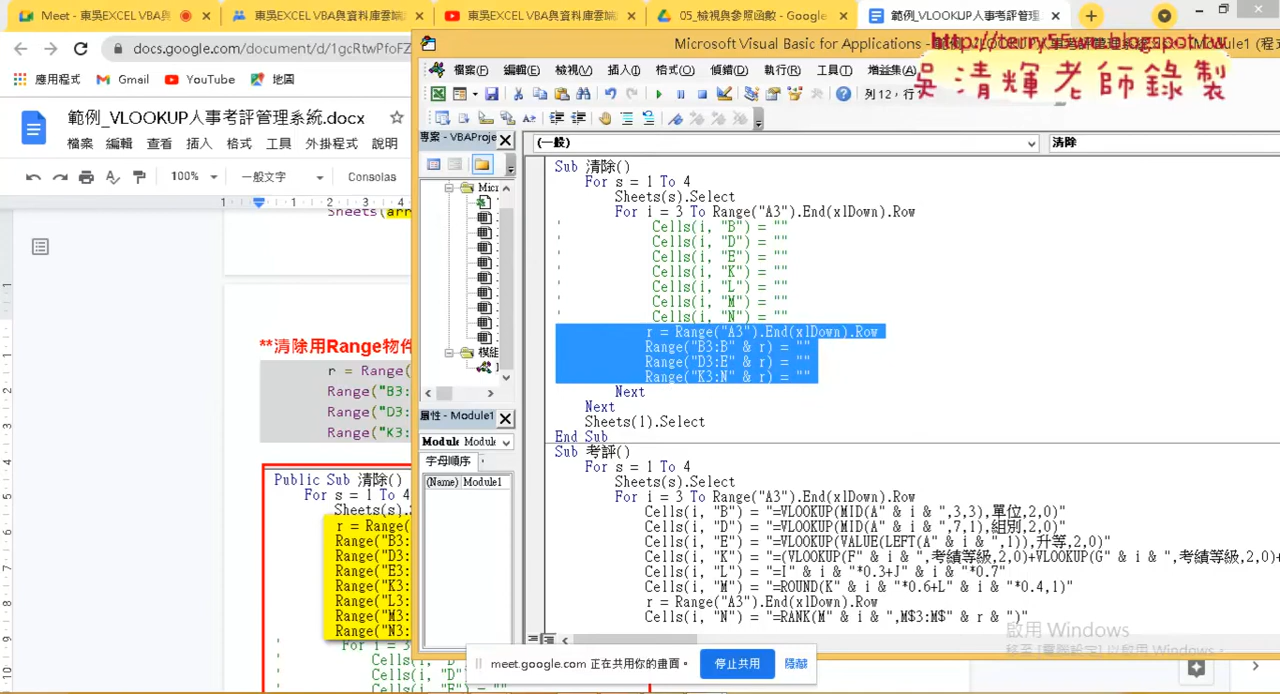 Meet - 東吳EXCEL VBA與
東吳EXCEL VBA與資料庫雲端
東吳EXCEL VBA與資料庫雲端
05_檢視與參照函數 - Google
範例_VLOOKUP人事考評管理
docs.google.com/document/d/1gcRtwPfoFZ
應用程式
Gmail
YouTube
地圖
範例_VLOOKUP人事考評管理系統.docx
檔案 編輯 查看 插入 格式 工具 外掛程式 說明
100%
一般文字
Consolas
**清除用Range物件
r = Range(
Range("B3:
Range("D3:
Range("K3:
Public Sub 清除()
For s = 1 To 4
Sheets(s).
r = Range(
Range("B3:
Range("D3:
Range("E3:
Range("K3:
Range("L3:
Range("M3:
Range("N3:
Microsoft Visual Basic for Applications -
http://terry55.blogspot.tw
吳清輝老師錄製
檔案(F) 編輯(E) 檢視(V) 插入(I) 格式(O) 偵錯(D) 執行(R) 工具(T) 增益集(A)
列 12，行
專案 - VBAProje
(一般)
清除
屬性 - Module1
Module Module
字母順序
(Name) Module1
Sub 清除()
For s = 1 To 4
Sheets(s).Select
For i = 3 To Range("A3").End(xlDown).Row
' Cells(i, "B") = ""
' Cells(i, "D") = ""
' Cells(i, "E") = ""
' Cells(i, "K") = ""
' Cells(i, "L") = ""
' Cells(i, "M") = ""
' Cells(i, "N") = ""
r = Range("A3").End(xlDown).Row
Range("B3:B" & r) = ""
Range("D3:E" & r) = ""
Range("K3:N" & r) = ""
Next
Next
Sheets(1).Select
End Sub
Sub 考評()
For s = 1 To 4
Sheets(s).Select
For i = 3 To Range("A3").End(xlDown).Row
Cells(i, "B") = "=VLOOKUP(MID(A" & i & ",3,3),單位,2,0)"
Cells(i, "D") = "=VLOOKUP(MID(A" & i & ",7,1),組別,2,0)"
Cells(i, "E") = "=VLOOKUP(VALUE(LEFT(A" & i & ",1)),升等,2,0)"
Cells(i, "K") = "=(VLOOKUP(F" & i & ",考績等級,2,0)+VLOOKUP(G" & i & ",考績等級,2,0)+
Cells(i, "L") = "=I" & i & "*0.3+J" & i & "*0.7"
Cells(i, "M") = "=ROUND(K" & i & "*0.6+L" & i & "*0.4,1)"
r = Range("A3").End(xlDown).Row
Cells(i, "N") = "=RANK(M" & i & ",M$3:M$" & r & ")"
啟用 Windows
meet.google.com 正在共用你的畫面。
停止共用
隱藏